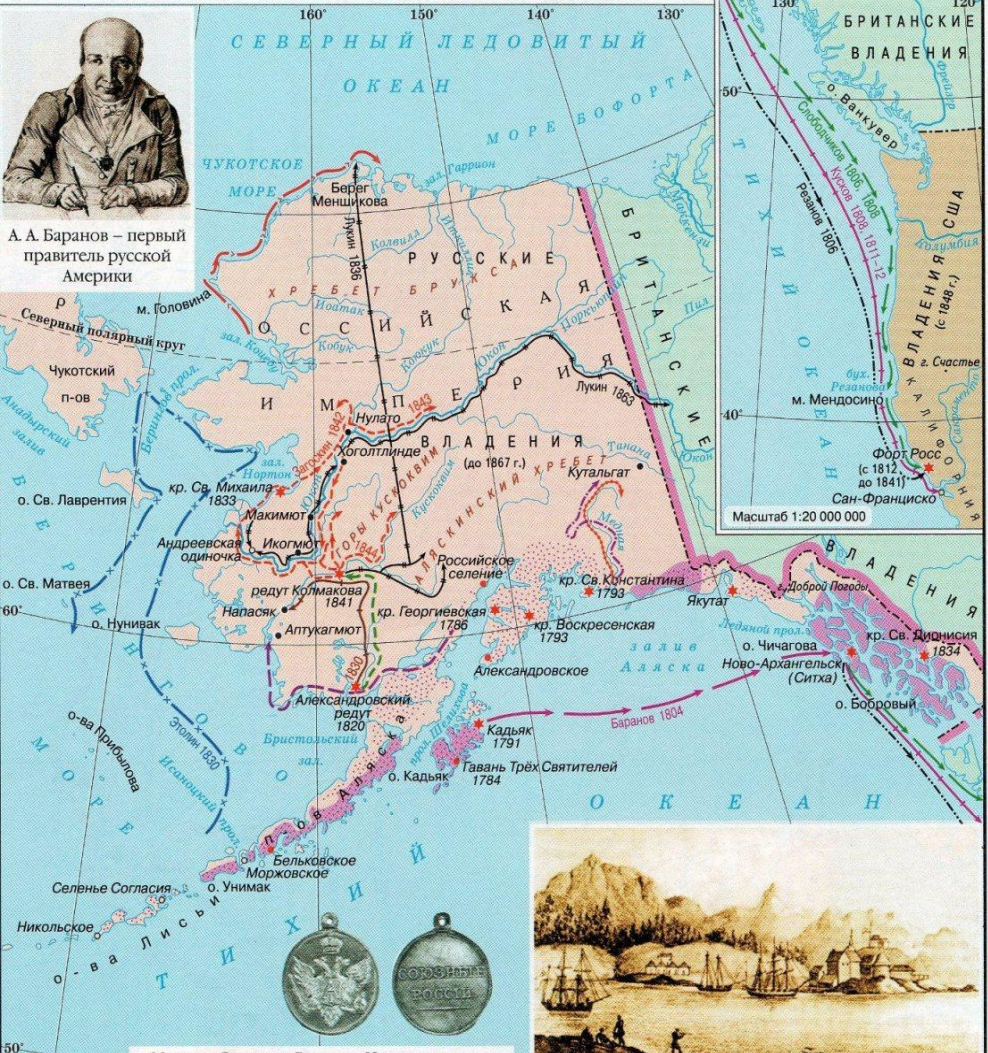 160°
150°
140°
130°
130°
120°
СЕВЕРНЫЙ ЛЕДОВИТЫЙ
ОКЕАН
МОРЕ БОФОРТА
ЧУКОТСКОЕ
МОРЕ
зал. Гаррион
Берег
Меншикова
Маккензи
А. А. Баранов – первый
правитель русской
Америки
Лукин 1836
Колвилл
Иткиллик
РУССКИЕ
ХРЕБЕТ БРУКСА
м. Головина
Ноатак
РОССИЙСКАЯ
Поркьюпайн
Пил
БРИТАНСКИЕ
Северный полярный круг
зал. Коцебу
Кобук
Коюкук
Юкон
Чукотский
п-ов
Анадырский
залив
Берингов прол.
ИМПЕРИЯ
Лукин 1863
Нулато
1843
Загоскин 1842
Хоголтлинде
ВЛАДЕНИЯ
(до 1867 г.)
Танана
Юкон
зал.
Нортон
кр. Св. Михаила
1833
Юкон
ГОРЫ КУСКОКВИМ
Кускоквим
АЛЯСКИНСКИЙ ХРЕБЕТ
Кутальгат
о. Св. Лаврентия
Макимют
Андреевская
одиночка
Икогмют
1844
Медная
Российское
селение
о. Св. Матвея
редут Колмакова
1841
кр. Св. Константина
1793
Якутат
Доброй Погоды
ВЛАДЕНИЯ
60°
о. Нунивак
Напасяк
кр. Георгиевская
1786
кр. Воскресенская
1793
Ледяной прол.
кр. Св. Дионисия
1834
Аптукагмют
залив
Аляска
о. Чичагова
Ново-Архангельск
(Ситха)
1830
Александровское
Александровский
редут
1820
о. Бобровый
Баранов 1804
о-ва Прибылова
Этолин 1830
Бристольский
зал.
прол. Шелихова
Кадьяк
1791
о. Кадьяк
Гавань Трёх Святителей
1784
БЕРИНГОВО
МОРЕ
Исаноцкий прол.
п-ов Аляска
Бельковское
Моржовское
о. Унимак
Селенье Согласия
Никольское
о-ва Лисьи
ТИХИЙ
ОКЕАН
50°
СОЮЗНЫЕ
РОССИИ
БРИТАНСКИЕ
ВЛАДЕНИЯ
Фрейзер
50°
о. Ванкувер
ТИХИЙ ОКЕАН
Слободчиков 1806, 1808
Кусков 1808, 1811–12
Резанов 1806
ВЛАДЕНИЯ США
(с 1848 г.)
Колумбия
г. Счастье
бух.
Резанова
м. Мендосино
40°
Сакраменто
КАЛИФОРНИЯ
Форт Росс
(с 1812
до 1841)
Сан-Франциско
Масштаб 1:20 000 000